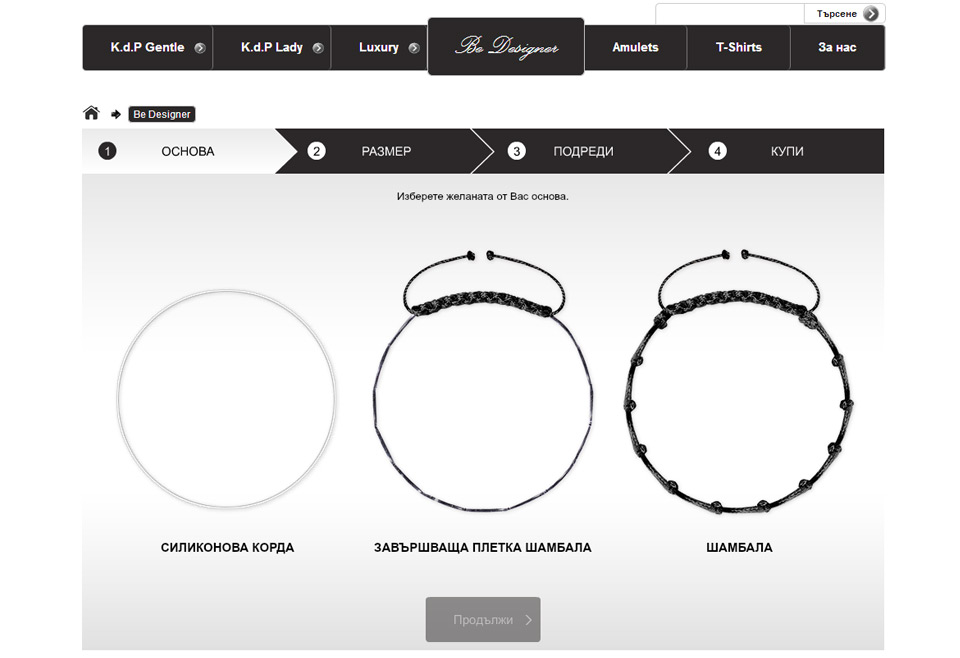 Търсене
K.d.P Gentle K.d.P Lady Luxury Be Designer Amulets T-Shirts За нас
Be Designer
1 ОСНОВА 2 РАЗМЕР 3 ПОДРЕДИ 4 КУПИ
Изберете желаната от Вас основа.
СИЛИКОНОВА КОРДА ЗАВЪРШВАЩА ПЛЕТКА ШАМБАЛА ШАМБАЛА
Продължи